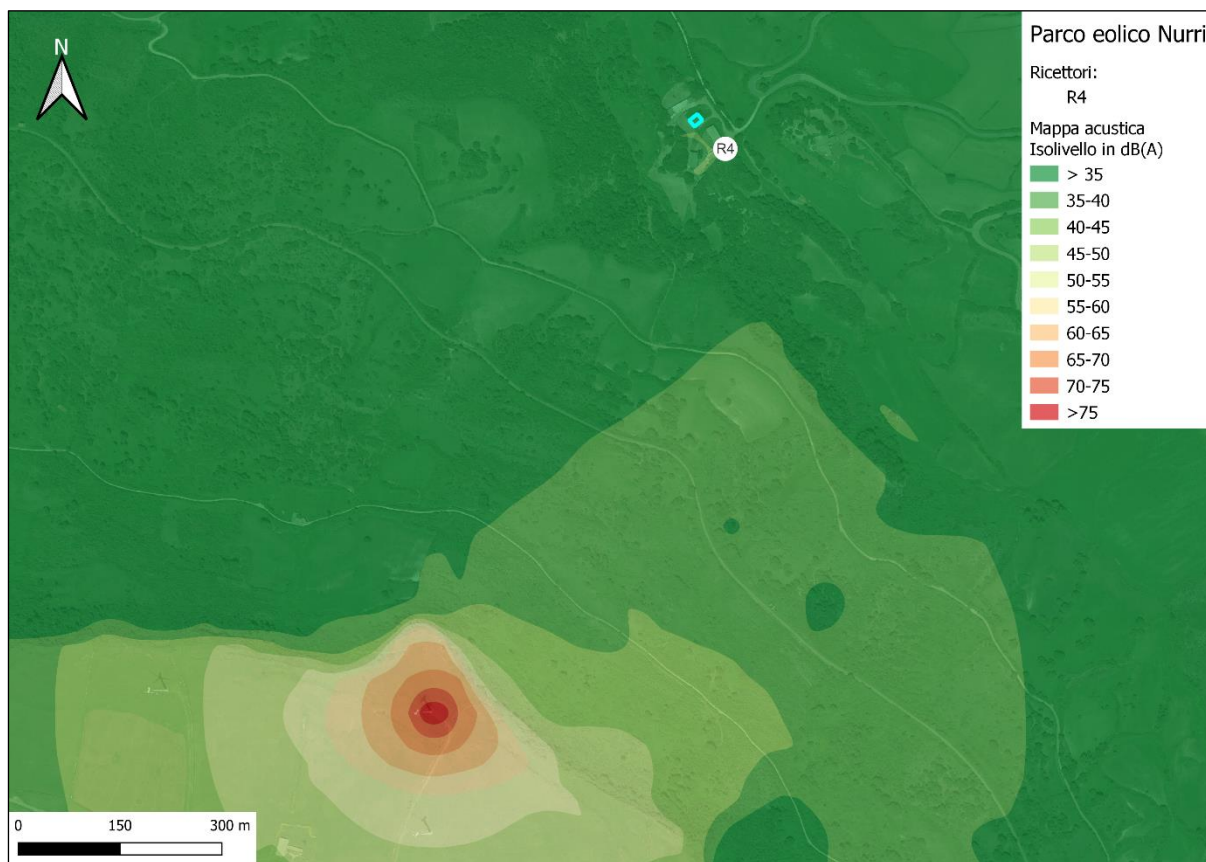 N
R4
Parco eolico Nurri
Ricettori:
R4
Mappa acustica
Isolivello in dB(A)
> 35
35-40
40-45
45-50
50-55
55-60
60-65
65-70
70-75
>75
0 150 300 m